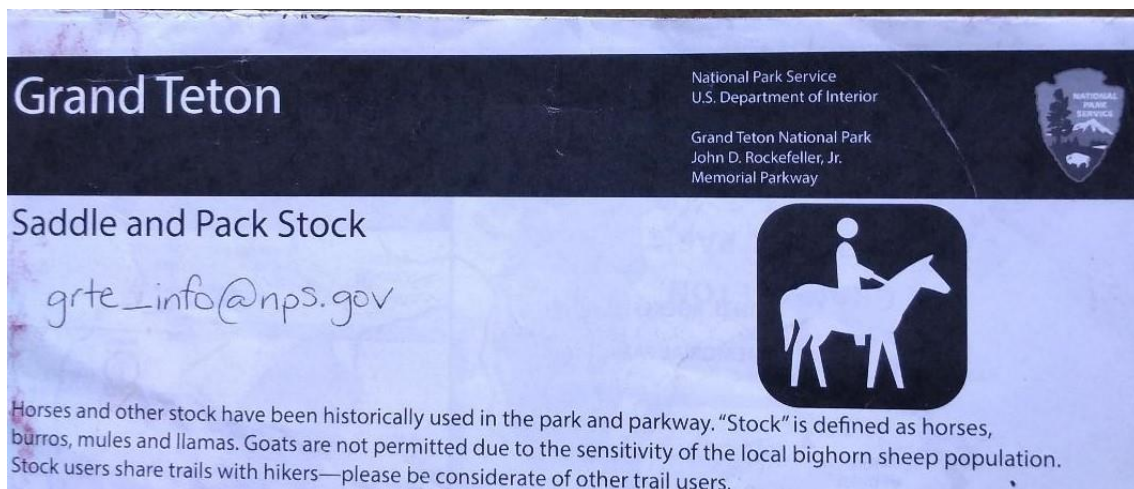 Grand Teton
National Park Service
U.S. Department of Interior
Grand Teton National Park
John D. Rockefeller, Jr.
Memorial Parkway
NATIONAL
PARK
SERVICE
Saddle and Pack Stock
grte_info@nps.gov
Horses and other stock have been historically used in the park and parkway. “Stock” is defined as horses,
burros, mules and llamas. Goats are not permitted due to the sensitivity of the local bighorn sheep population.
Stock users share trails with hikers—please be considerate of other trail users.